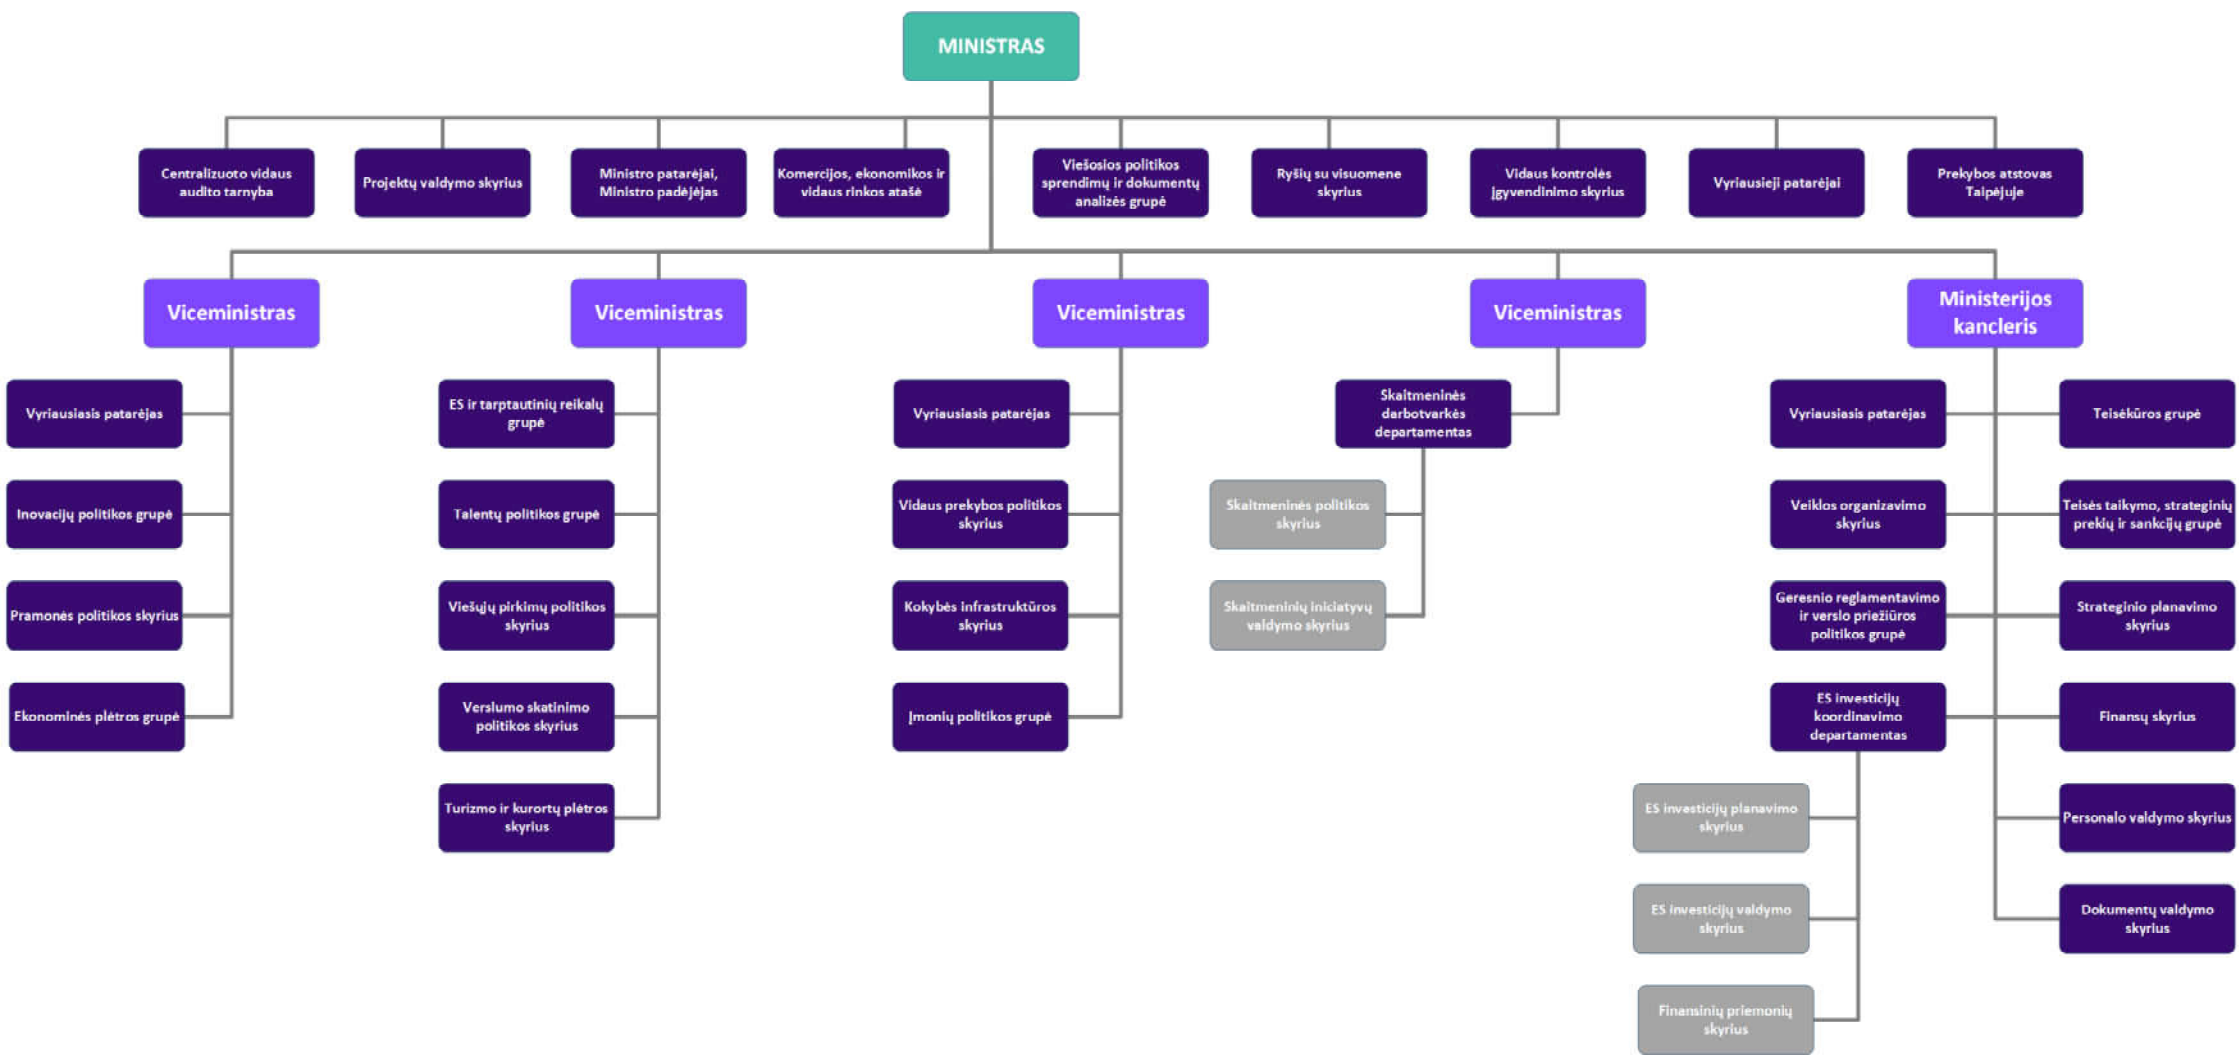 MINISTRAS
Centralizuoto vidaus
audito tarnyba
Projektų valdymo skyrius
Ministro patarėjai,
Ministro padėjėjas
Komercijos, ekonomikos ir
vidaus rinkos atašė
Viešosios politikos
sprendimų ir dokumentų
analizės grupė
Ryšių su visuomene
skyrius
Vidaus kontrolės
įgyvendinimo skyrius
Vyriausieji patarėjai
Prekybos atstovas
Taipėjuje
Viceministras
Vyriausiasis patarėjas
Inovacijų politikos grupė
Pramonės politikos skyrius
Ekonominės plėtros grupė
Viceministras
ES ir tarptautinių reikalų
grupė
Talentų politikos grupė
Viešųjų pirkimų politikos
skyrius
Verslumo skatinimo
politikos skyrius
Turizmo ir kurortų plėtros
skyrius
Viceministras
Vyriausiasis patarėjas
Vidaus prekybos politikos
skyrius
Kokybės infrastruktūros
skyrius
Įmonių politikos grupė
Viceministras
Skaitmeninės
darbotvarkės
departamentas
Skaitmeninės politikos
skyrius
Skaitmeninių iniciatyvų
valdymo skyrius
Ministerijos
kancleris
Vyriausiasis patarėjas
Veiklos organizavimo
skyrius
Geresnio reglamentavimo
ir verslo priežiūros
politikos grupė
ES investicijų
koordinavimo
departamentas
ES investicijų planavimo
skyrius
ES investicijų valdymo
skyrius
Finansinių priemonių
skyrius
Teisėkūros grupė
Teisės taikymo, strateginių
prekių ir sankcijų grupė
Strateginio planavimo
skyrius
Finansų skyrius
Personalo valdymo skyrius
Dokumentų valdymo
skyrius